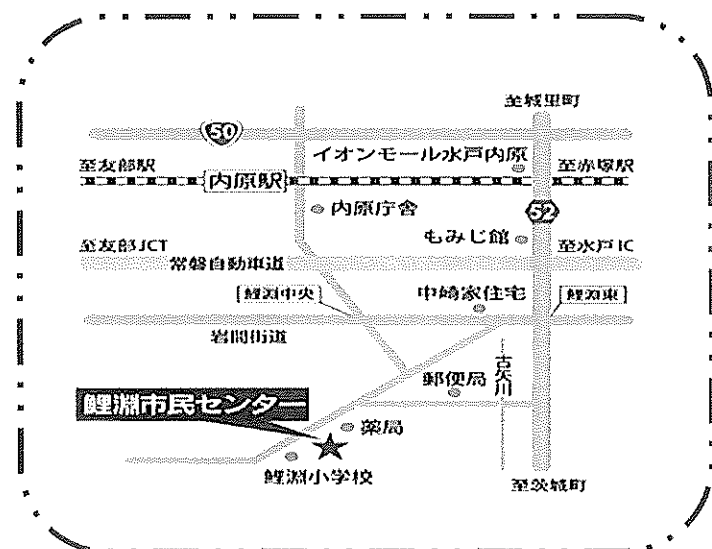 至城里町
50
イオンモール水戸内原
至友部駅
内原駅
至赤塚駅
内原庁舎
52
もみじ館
至友部JCT
至水戸IC
常磐自動車道
鯉淵中央
中崎家住宅
鯉淵東
岩間街道
古矢川
郵便局
鯉淵市民センター
薬局
鯉淵小学校
至茨城町